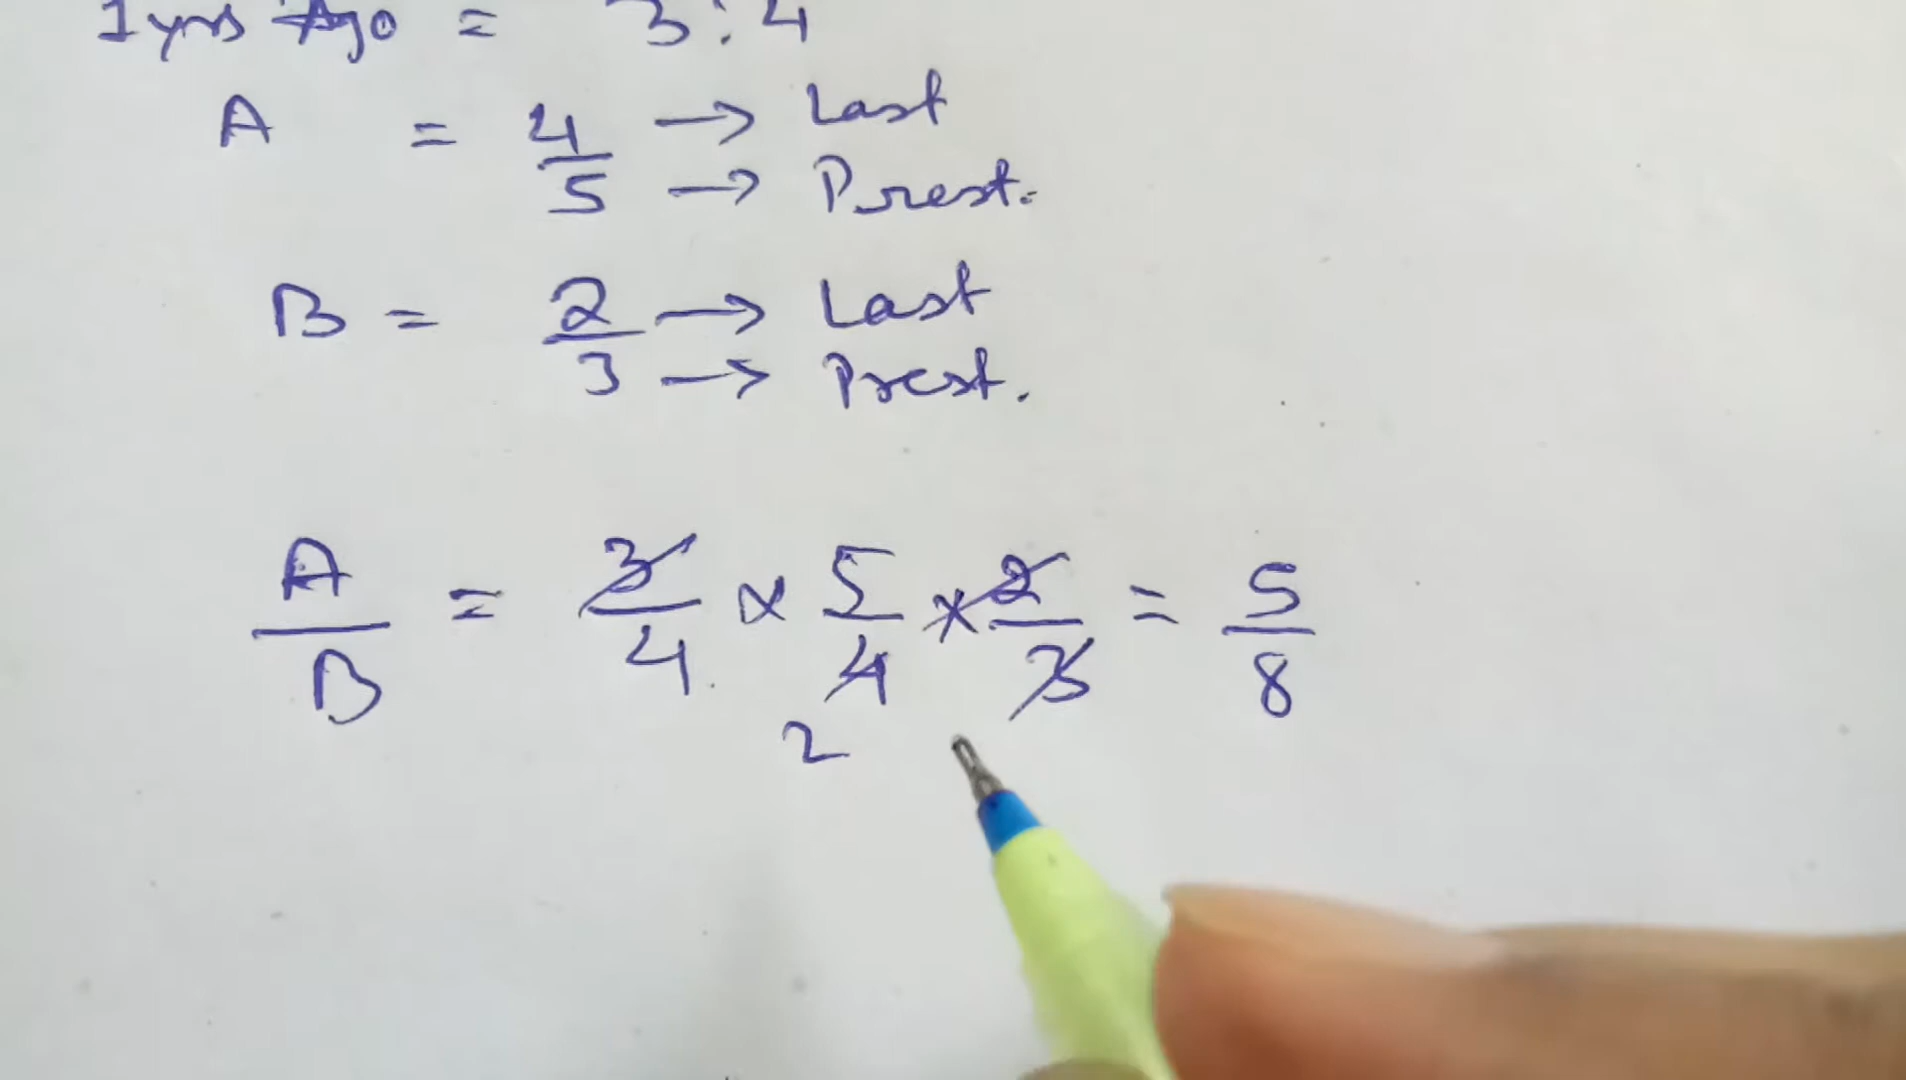 1yrs Ago = 3:4
A = 4/5 → Last → Prest.
B = 2/3 → Last → Prest.
A/B = 3/4 × 5/4 × 2/3 = 5/8
2